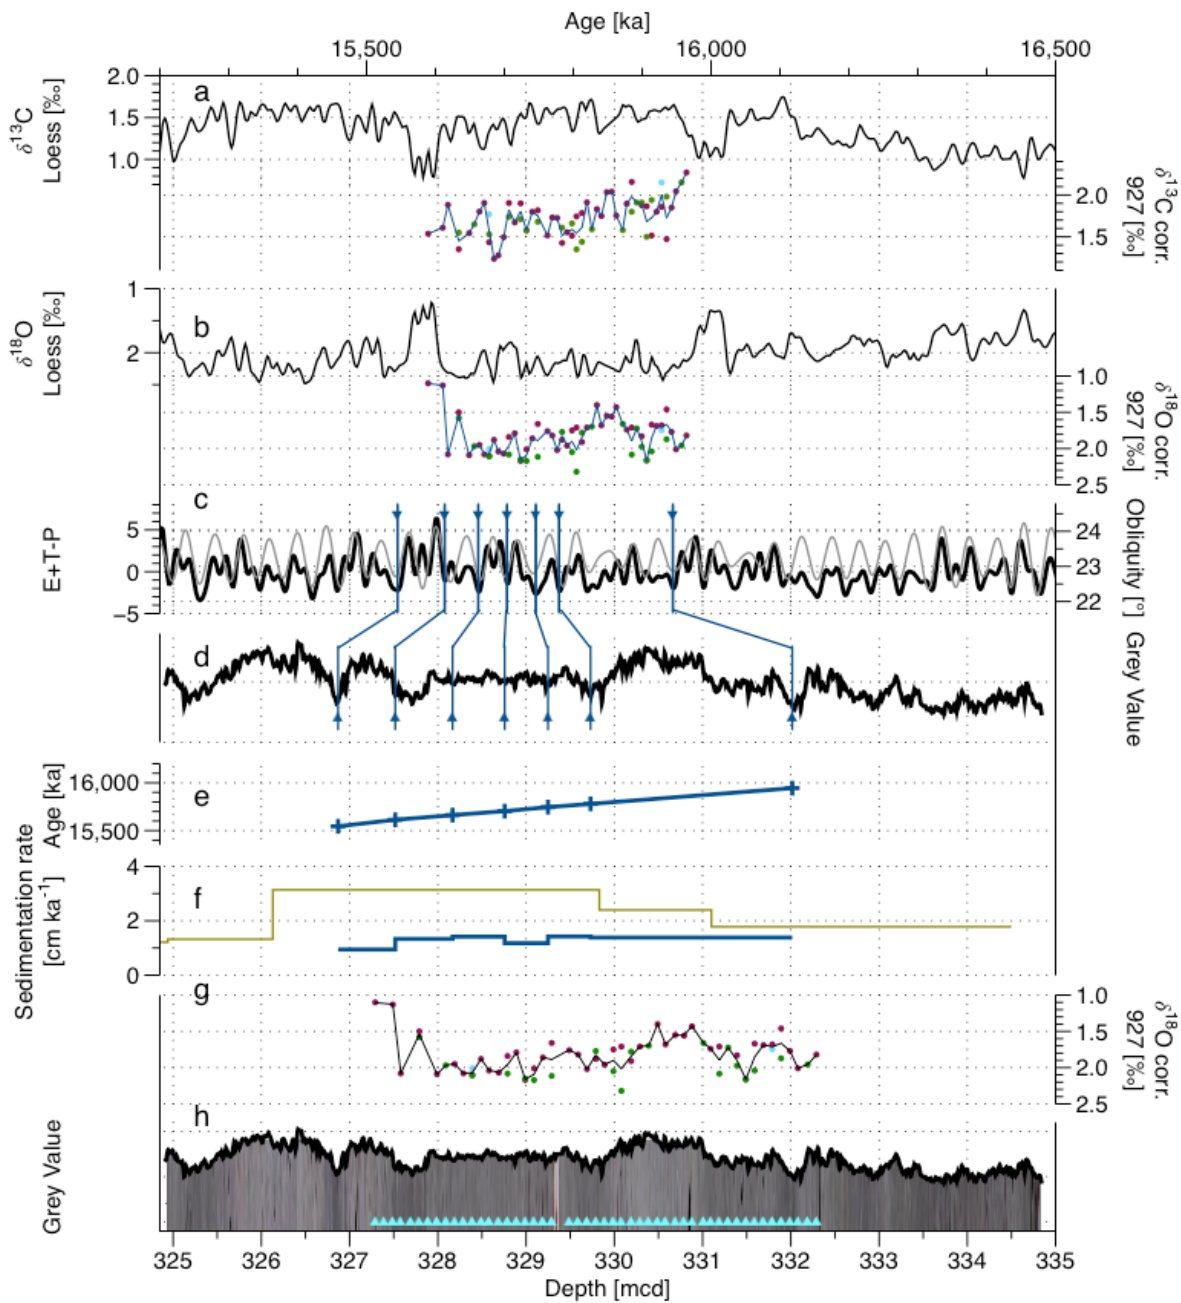 Age [ka]
15,500 16,000 16,500
a
δ13C
Loess [‰]
2.0
1.5
1.0
δ13C
927 [‰] corr.
2.0
1.5
b
δ18O
Loess [‰]
1
2
δ18O
927 [‰] corr.
1.0
1.5
2.0
2.5
c
E+T-P
5
0
−5
Obliquity [°]
24
23
22
d
Grey Value
e
Age [ka]
16,000
15,500
f
Sedimentation rate
[cm ka-1]
4
2
0
g
δ18O
927 [‰] corr.
1.0
1.5
2.0
2.5
h
Grey Value
325 326 327 328 329 330 331 332 333 334 335
Depth [mcd]